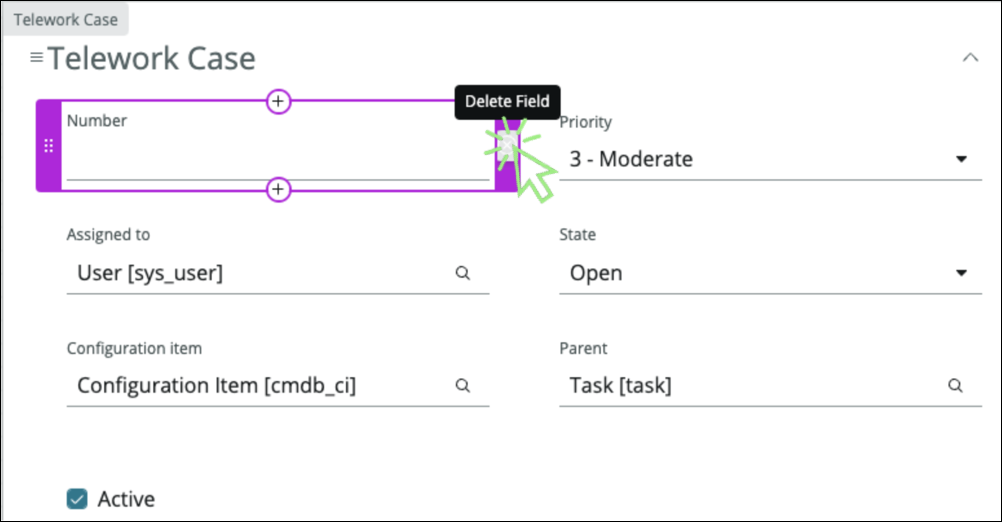 Telework Case
Telework Case
Delete Field
Number
Priority
3 - Moderate
Assigned to
State
User [sys_user]
Open
Configuration item
Parent
Configuration Item [cmdb_ci]
Task [task]
Active